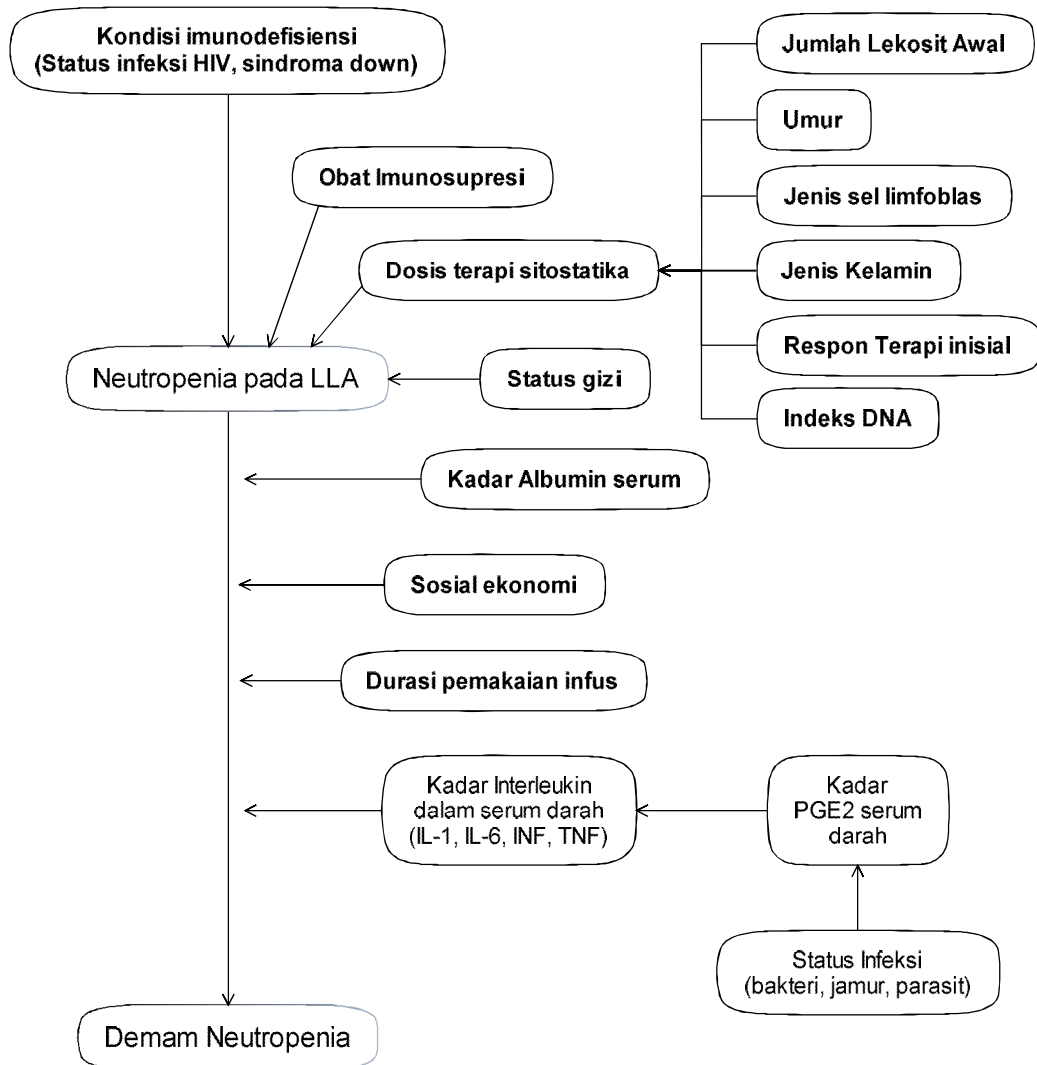 Kondisi imunodefisiensi
(Status infeksi HIV, sindroma down)
Jumlah Lekosit Awal
Umur
Obat Imunosupresi
Jenis sel limfoblas
Dosis terapi sitostatika
Jenis Kelamin
Respon Terapi inisial
Neutropenia pada LLA
Status gizi
Indeks DNA
Kadar Albumin serum
Sosial ekonomi
Durasi pemakaian infus
Kadar Interleukin
dalam serum darah
(IL-1, IL-6, INF, TNF)
Kadar
PGE2 serum
darah
Status Infeksi
(bakteri, jamur, parasit)
Demam Neutropenia